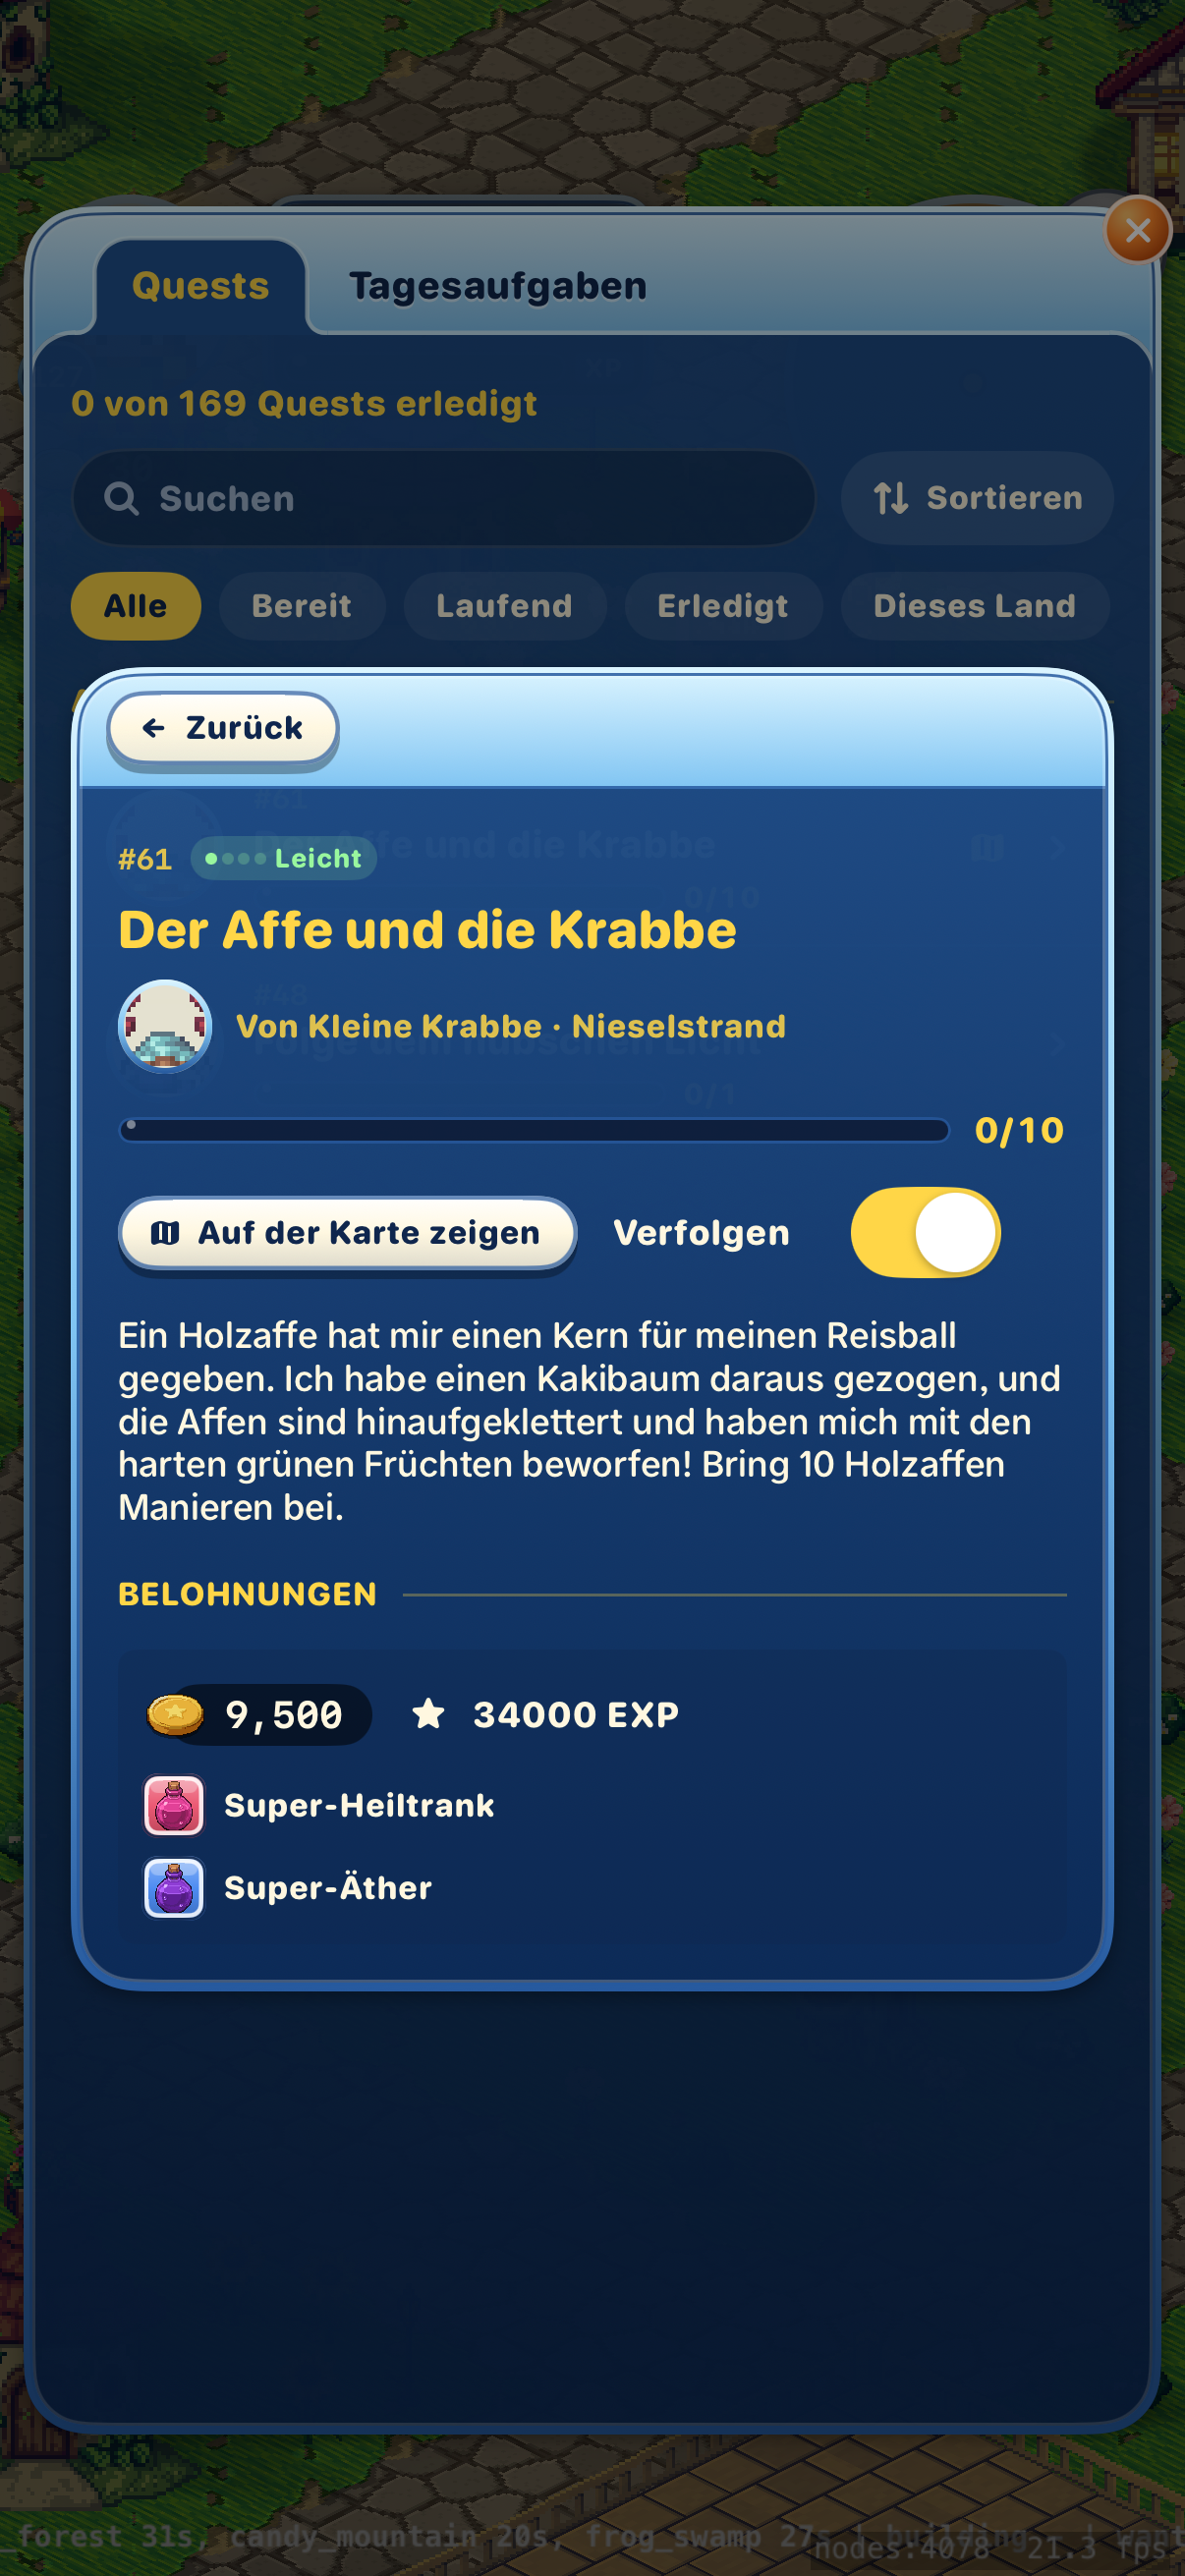 Quests
Tagesaufgaben
0 von 169 Quests erledigt
Suchen
Sortieren
Alle
Bereit
Laufend
Erledigt
Dieses Land
Zurück
#61
Leicht
Der Affe und die Krabbe
Von Kleine Krabbe · Nieselstrand
0/10
Auf der Karte zeigen
Verfolgen
Ein Holzaffe hat mir einen Kern für meinen Reisball
gegeben. Ich habe einen Kakibaum daraus gezogen, und
die Affen sind hinaufgeklettert und haben mich mit den
harten grünen Früchten beworfen! Bring 10 Holzaffen
Manieren bei.
BELOHNUNGEN
9,500
34000 EXP
Super-Heiltrank
Super-Äther
forest 31s, candy_mountain 20s, frog_swamp 27s
nodes:4078 21.3 fps